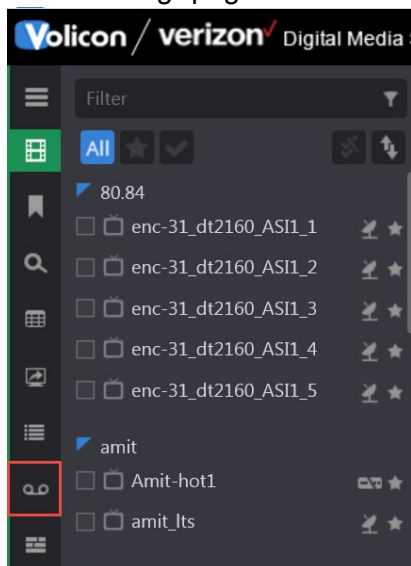 Volicon / verizon✓ Digital Media
Filter
All
80.84
enc-31_dt2160_ASI1_1
enc-31_dt2160_ASI1_2
enc-31_dt2160_ASI1_3
enc-31_dt2160_ASI1_4
enc-31_dt2160_ASI1_5
amit
Amit-hot1
amit_lts